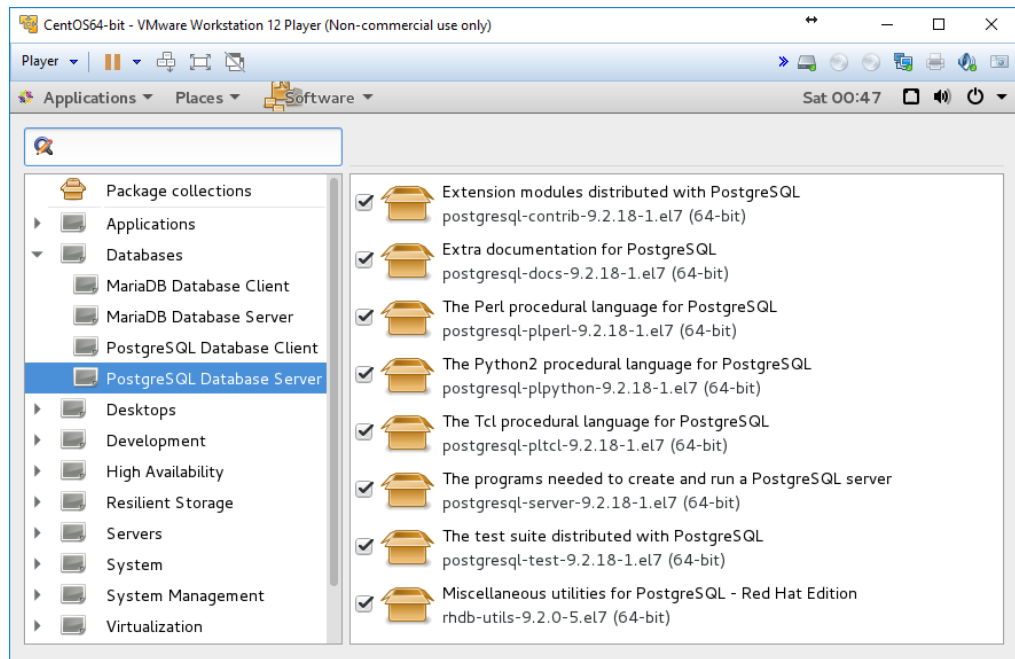 CentOS64-bit - VMware Workstation 12 Player (Non-commercial use only)
Player
Applications Places Software Sat 00:47
Package collections
Applications
Databases
MariaDB Database Client
MariaDB Database Server
PostgreSQL Database Client
PostgreSQL Database Server
Desktops
Development
High Availability
Resilient Storage
Servers
System
System Management
Virtualization
Extension modules distributed with PostgreSQL
postgresql-contrib-9.2.18-1.el7 (64-bit)
Extra documentation for PostgreSQL
postgresql-docs-9.2.18-1.el7 (64-bit)
The Perl procedural language for PostgreSQL
postgresql-plperl-9.2.18-1.el7 (64-bit)
The Python2 procedural language for PostgreSQL
postgresql-plpython-9.2.18-1.el7 (64-bit)
The Tcl procedural language for PostgreSQL
postgresql-pltcl-9.2.18-1.el7 (64-bit)
The programs needed to create and run a PostgreSQL server
postgresql-server-9.2.18-1.el7 (64-bit)
The test suite distributed with PostgreSQL
postgresql-test-9.2.18-1.el7 (64-bit)
Miscellaneous utilities for PostgreSQL - Red Hat Edition
rhdb-utils-9.2.0-5.el7 (64-bit)